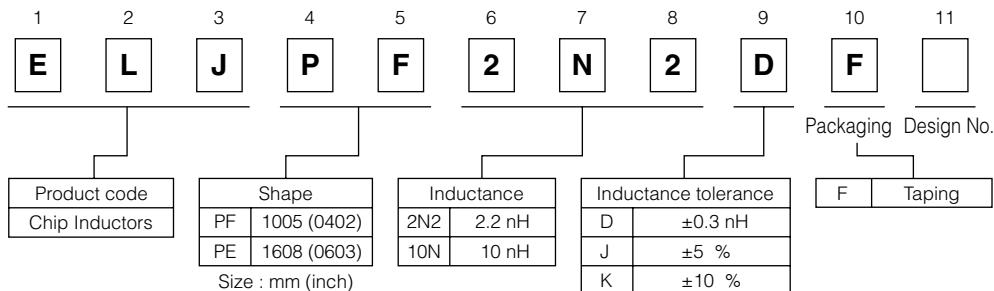 1 2 3 4 5 6 7 8 9 10 11
E L J P F 2 N 2 D F
Packaging Design No.
Product code
Chip Inductors
Shape
PF 1005 (0402)
PE 1608 (0603)
Size : mm (inch)
Inductance
2N2 2.2 nH
10N 10 nH
Inductance tolerance
D ±0.3 nH
J ±5 %
K ±10 %
F Taping